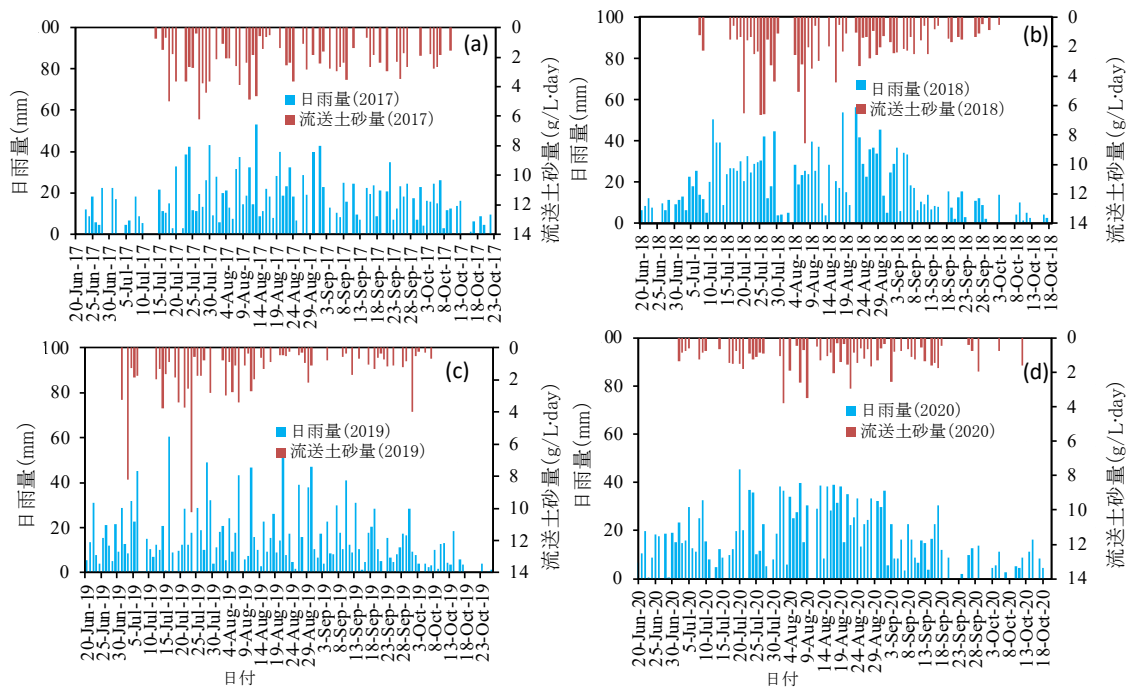 (a)
00
80
60
40
20
0
日雨量(mm)
0
2
4
6
8
10
12
14
流送土砂量(g/L·day)
日雨量(2017)
流送土砂量(2017)
20-Jun-17
25-Jun-17
30-Jun-17
5-Jul-17
10-Jul-17
15-Jul-17
20-Jul-17
25-Jul-17
30-Jul-17
4-Aug-17
9-Aug-17
14-Aug-17
19-Aug-17
24-Aug-17
29-Aug-17
3-Sep-17
8-Sep-17
13-Sep-17
18-Sep-17
23-Sep-17
28-Sep-17
3-Oct-17
8-Oct-17
13-Oct-17
18-Oct-17
23-Oct-17
(b)
100
80
60
40
20
0
日雨量(mm)
0
2
4
6
8
10
12
14
流送土砂量(g/L·day)
日雨量(2018)
流送土砂量(2018)
20-Jun-18
25-Jun-18
30-Jun-18
5-Jul-18
10-Jul-18
15-Jul-18
20-Jul-18
25-Jul-18
30-Jul-18
4-Aug-18
9-Aug-18
14-Aug-18
19-Aug-18
24-Aug-18
29-Aug-18
3-Sep-18
8-Sep-18
13-Sep-18
18-Sep-18
23-Sep-18
28-Sep-18
3-Oct-18
8-Oct-18
13-Oct-18
18-Oct-18
(c)
100
80
60
40
20
0
日雨量(mm)
0
2
4
6
8
10
12
14
流送土砂量(g/L·day)
日雨量(2019)
流送土砂量(2019)
20-Jun-19
25-Jun-19
30-Jun-19
5-Jul-19
10-Jul-19
15-Jul-19
20-Jul-19
25-Jul-19
30-Jul-19
4-Aug-19
9-Aug-19
14-Aug-19
19-Aug-19
24-Aug-19
29-Aug-19
3-Sep-19
8-Sep-19
13-Sep-19
18-Sep-19
23-Sep-19
28-Sep-19
3-Oct-19
8-Oct-19
13-Oct-19
18-Oct-19
23-Oct-19
日付
(d)
00
80
60
40
20
0
日雨量(mm)
0
2
4
6
8
10
12
14
流送土砂量(g/L·day)
日雨量(2020)
流送土砂量(2020)
20-Jun-20
25-Jun-20
30-Jun-20
5-Jul-20
10-Jul-20
15-Jul-20
20-Jul-20
25-Jul-20
30-Jul-20
4-Aug-20
9-Aug-20
14-Aug-20
19-Aug-20
24-Aug-20
29-Aug-20
3-Sep-20
8-Sep-20
13-Sep-20
18-Sep-20
23-Sep-20
28-Sep-20
3-Oct-20
8-Oct-20
13-Oct-20
18-Oct-20
日付